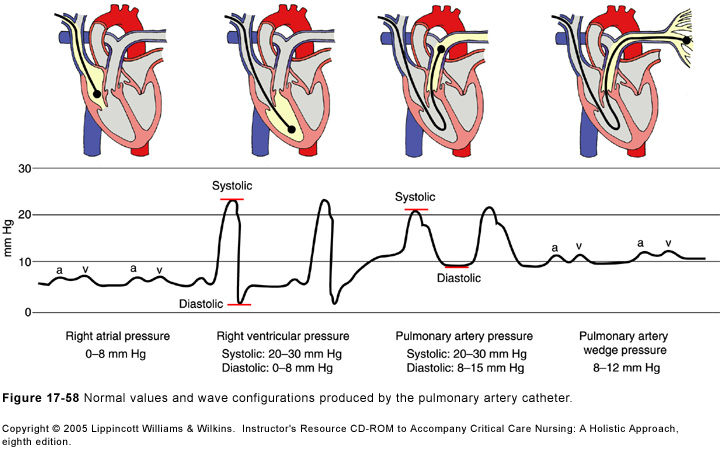 30
Systolic
Systolic
20
mm Hg
a v a v a v a v
10
Diastolic
Diastolic
0
Right atrial pressure
0–8 mm Hg
Right ventricular pressure
Systolic: 20–30 mm Hg
Diastolic: 0–8 mm Hg
Pulmonary artery pressure
Systolic: 20–30 mm Hg
Diastolic: 8–15 mm Hg
Pulmonary artery
wedge pressure
8–12 mm Hg
Figure 17-58 Normal values and wave configurations produced by the pulmonary artery catheter.
Copyright © 2005 Lippincott Williams & Wilkins. Instructor's Resource CD-ROM to Accompany Critical Care Nursing: A Holistic Approach,
eighth edition.